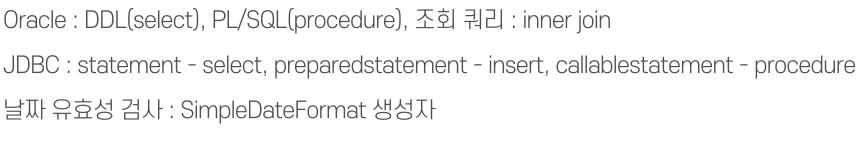 Oracle : DDL(select), PL/SQL(procedure), 조회 쿼리 : inner join
JDBC : statement - select, preparedstatement - insert, callablestatement - procedure
날짜 유효성 검사 : SimpleDateFormat 생성자